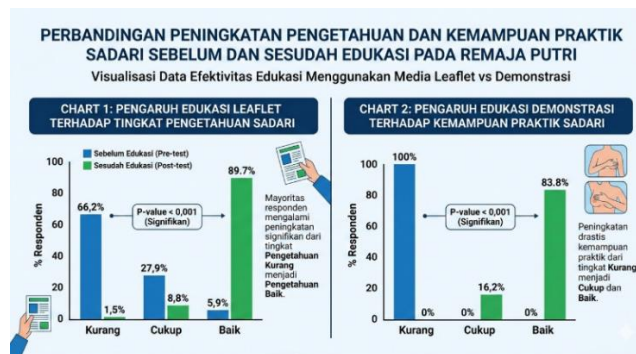 PERBANDINGAN PENINGKATAN PENGETAHUAN DAN KEMAMPUAN PRAKTIK
SADARI SEBELUM DAN SESUDAH EDUKASI PADA REMAJA PUTRI
Visualisasi Data Efektivitas Edukasi Menggunakan Media Leaflet vs Demonstrasi
CHART 1: PENGARUH EDUKASI LEAFLET
TERHADAP TINGKAT PENGETAHUAN SADARI
Sebelum Edukasi (Pre-test)
Sesudah Edukasi (Post-test)
% Responden
100
80
60
40
20
0
66,2%
1,5%
27,9%
8,8%
5,9%
89.7%
P-value < 0,001
(Signifikan)
Kurang
Cukup
Baik
Mayoritas
responden
mengalami
peningkatan
signifikan dari
tingkat
Pengetahuan
Kurang
menjadi
Pengetahuan
Baik.
CHART 2: PENGARUH EDUKASI DEMONSTRASI
TERHADAP KEMAMPUAN PRAKTIK SADARI
% Responden
100
80
60
40
20
0
100%
0%
0%
16,2%
0%
83.8%
P-value < 0,001
(Signifikan)
Kurang
Cukup
Baik
Peningkatan
drastis
kemampuan
praktik dari
tingkat Kurang
menjadi
Cukup dan
Baik.